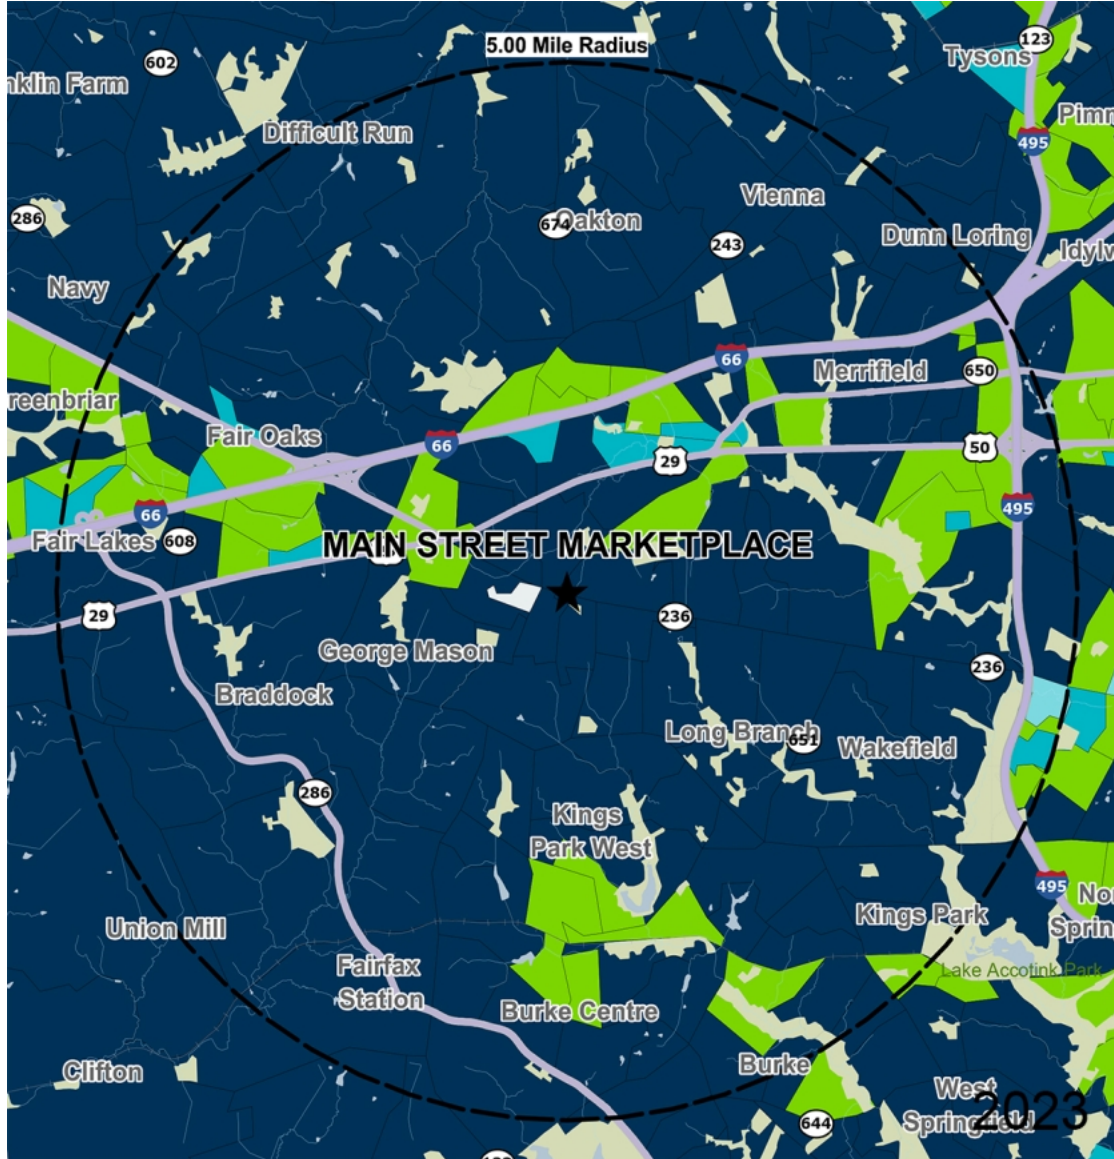 5.00 Mile Radius
123
Tysons
602
nklin Farm
Pimm
Difficult Run
495
Vienna
286
674
Oakton
243
Dunn Loring
Idylw
Navy
66
Merrifield
650
reenbriar
Fair Oaks
66
29
50
66
495
Fair Lakes
608
MAIN STREET MARKETPLACE
29
236
George Mason
236
Braddock
Long Branch
651
Wakefield
286
Kings
Park West
495
Nor
Kings Park
Spring
Union Mill
Fairfax
Station
Lake Accotink Park
Burke Centre
Burke
Clifton
West
Springfield
2023
644